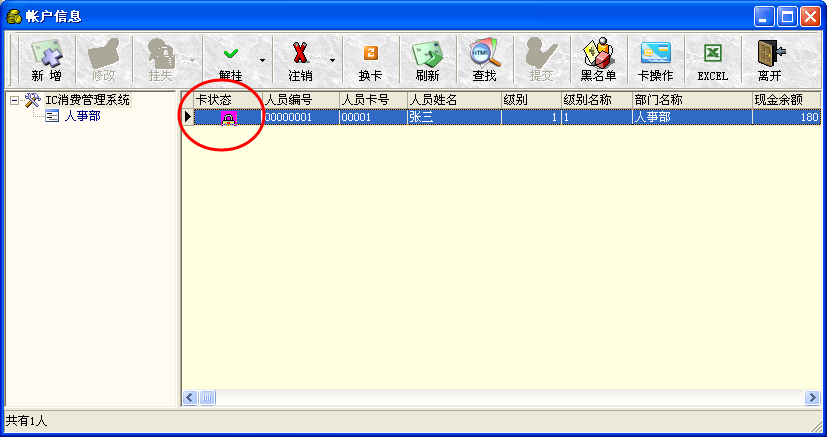 帐户信息
新 增 修改 挂失 解挂 注销 换卡 刷新 查找 提交 黑名单 卡操作 EXCEL 离开
IC消费管理系统
人事部
卡状态 人员编号 人员卡号 人员姓名 级别 级别名称 部门名称 现金余额
00000001 00001 张三 1 1 人事部 180
共有1人